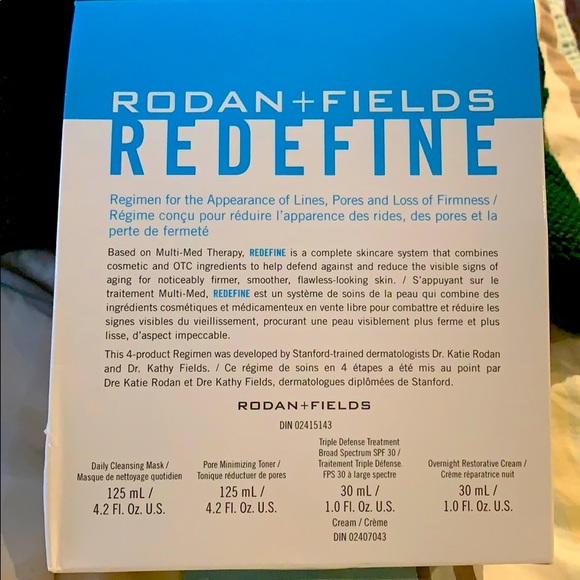 RODAN+FIELDS
REDEFINE
Regimen for the Appearance of Lines, Pores and Loss of Firmness /
Régime conçu pour réduire l'apparence des rides, des pores et la
perte de fermeté
Based on Multi-Med Therapy, REDEFINE is a complete skincare system that combines
cosmetic and OTC ingredients to help defend against and reduce the visible signs of
aging for noticeably firmer, smoother, flawless-looking skin. / S'appuyant sur le
traitement Multi-Med, REDEFINE est un système de soins de la peau qui combine des
ingrédients cosmétiques et médicamenteux en vente libre pour combattre et réduire les
signes visibles du vieillissement, procurant une peau visiblement plus ferme et plus
lisse, d'aspect impeccable.
This 4-product Regimen was developed by Stanford-trained dermatologists Dr. Katie Rodan
and Dr. Kathy Fields. / Ce régime de soins en 4 étapes a été mis au point par
Dre Katie Rodan et Dre Kathy Fields, dermatologues diplômées de Stanford.
RODAN+FIELDS
DIN 02415143
Daily Cleansing Mask /
Masque de nettoyage quotidien
125 mL /
4.2 Fl. Oz. U.S.
Pore Minimizing Toner /
Tonique réductuer de pores
125 mL /
4.2 Fl. Oz. U.S.
Triple Defense Treatment
Broad Spectrum SPF 30 /
Traitement Triple Défense
FPS 30 à large spectre
30 mL /
1.0 Fl. Oz. U.S.
Cream / Crème
DIN 02407043
Overnight Restorative Cream /
Crème réparatrice nuit
30 mL /
1.0 Fl. Oz. U.S.